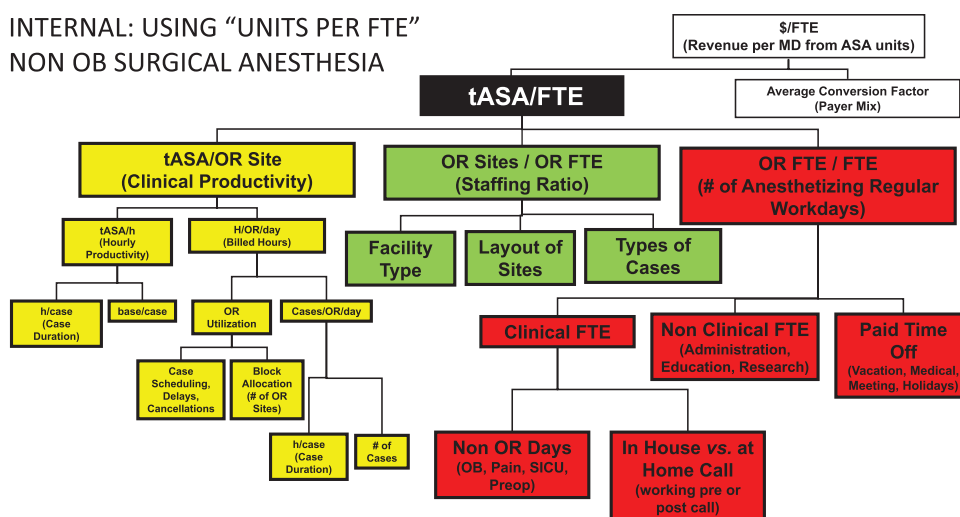 INTERNAL: USING “UNITS PER FTE”
NON OB SURGICAL ANESTHESIA
$/FTE
(Revenue per MD from ASA units)
tASA/FTE
Average Conversion Factor
(Payer Mix)
tASA/OR Site
(Clinical Productivity)
OR Sites / OR FTE
(Staffing Ratio)
OR FTE / FTE
(# of Anesthetizing Regular
Workdays)
tASA/h
(Hourly
Productivity)
H/OR/day
(Billed Hours)
Facility
Type
Layout of
Sites
Types of
Cases
h/case
(Case
Duration)
base/case
OR
Utilization
Cases/OR/day
Clinical FTE
Non Clinical FTE
(Administration,
Education, Research)
Paid Time
Off
(Vacation, Medical,
Meeting, Holidays)
Case
Scheduling,
Delays,
Cancellations
Block
Allocation
(# of OR
Sites)
h/case
(Case
Duration)
# of
Cases
Non OR Days
(OB, Pain, SICU,
Preop)
In House vs. at
Home Call
(working pre or
post call)